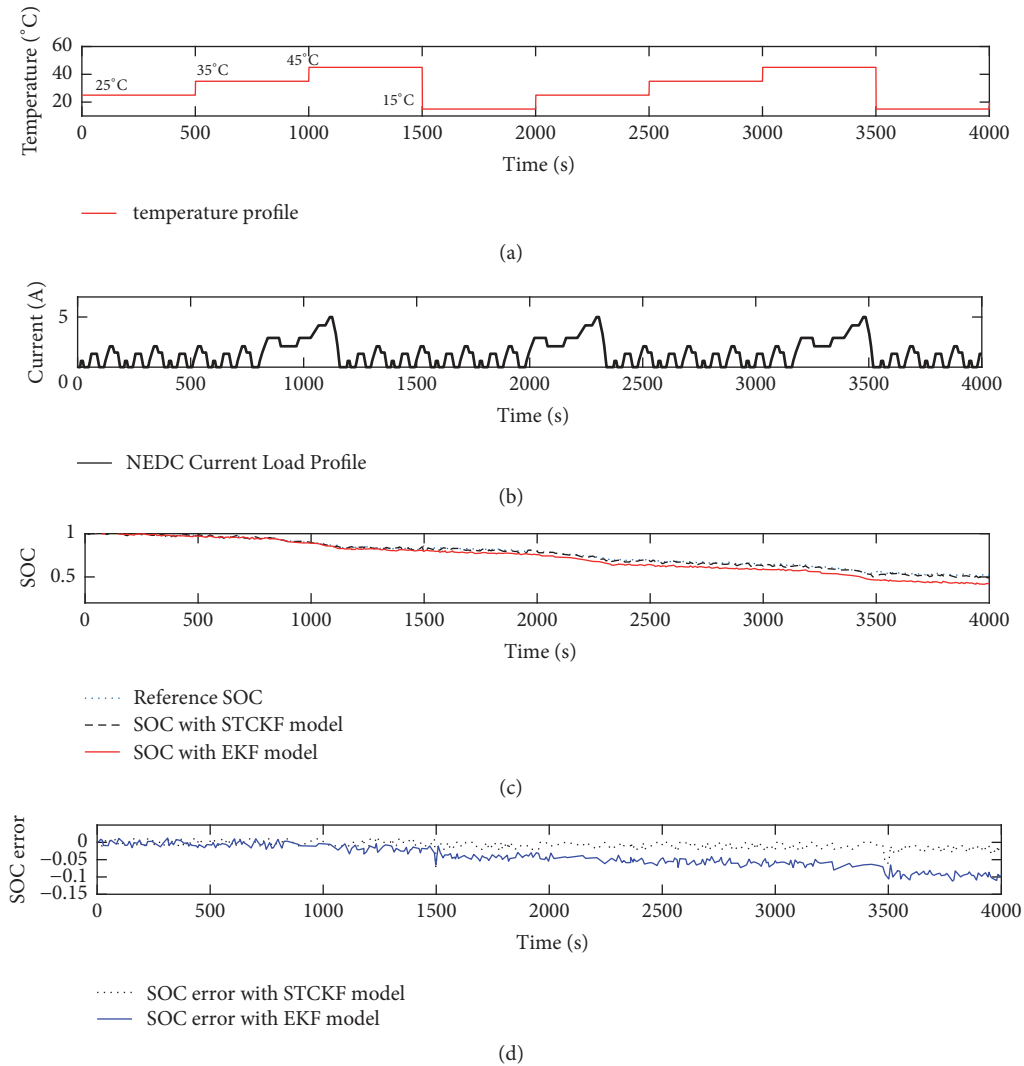 Temperature (°C)
60
40
20
25°C
35°C
45°C
15°C
0 500 1000 1500 2000 2500 3000 3500 4000
Time (s)
temperature profile
(a)
Current (A)
5
0
0 500 1000 1500 2000 2500 3000 3500 4000
Time (s)
NEDC Current Load Profile
(b)
SOC
1
0.5
0 500 1000 1500 2000 2500 3000 3500 4000
Time (s)
Reference SOC
SOC with STCKF model
SOC with EKF model
(c)
SOC error
0
−0.05
−0.1
−0.15
0 500 1000 1500 2000 2500 3000 3500 4000
Time (s)
SOC error with STCKF model
SOC error with EKF model
(d)